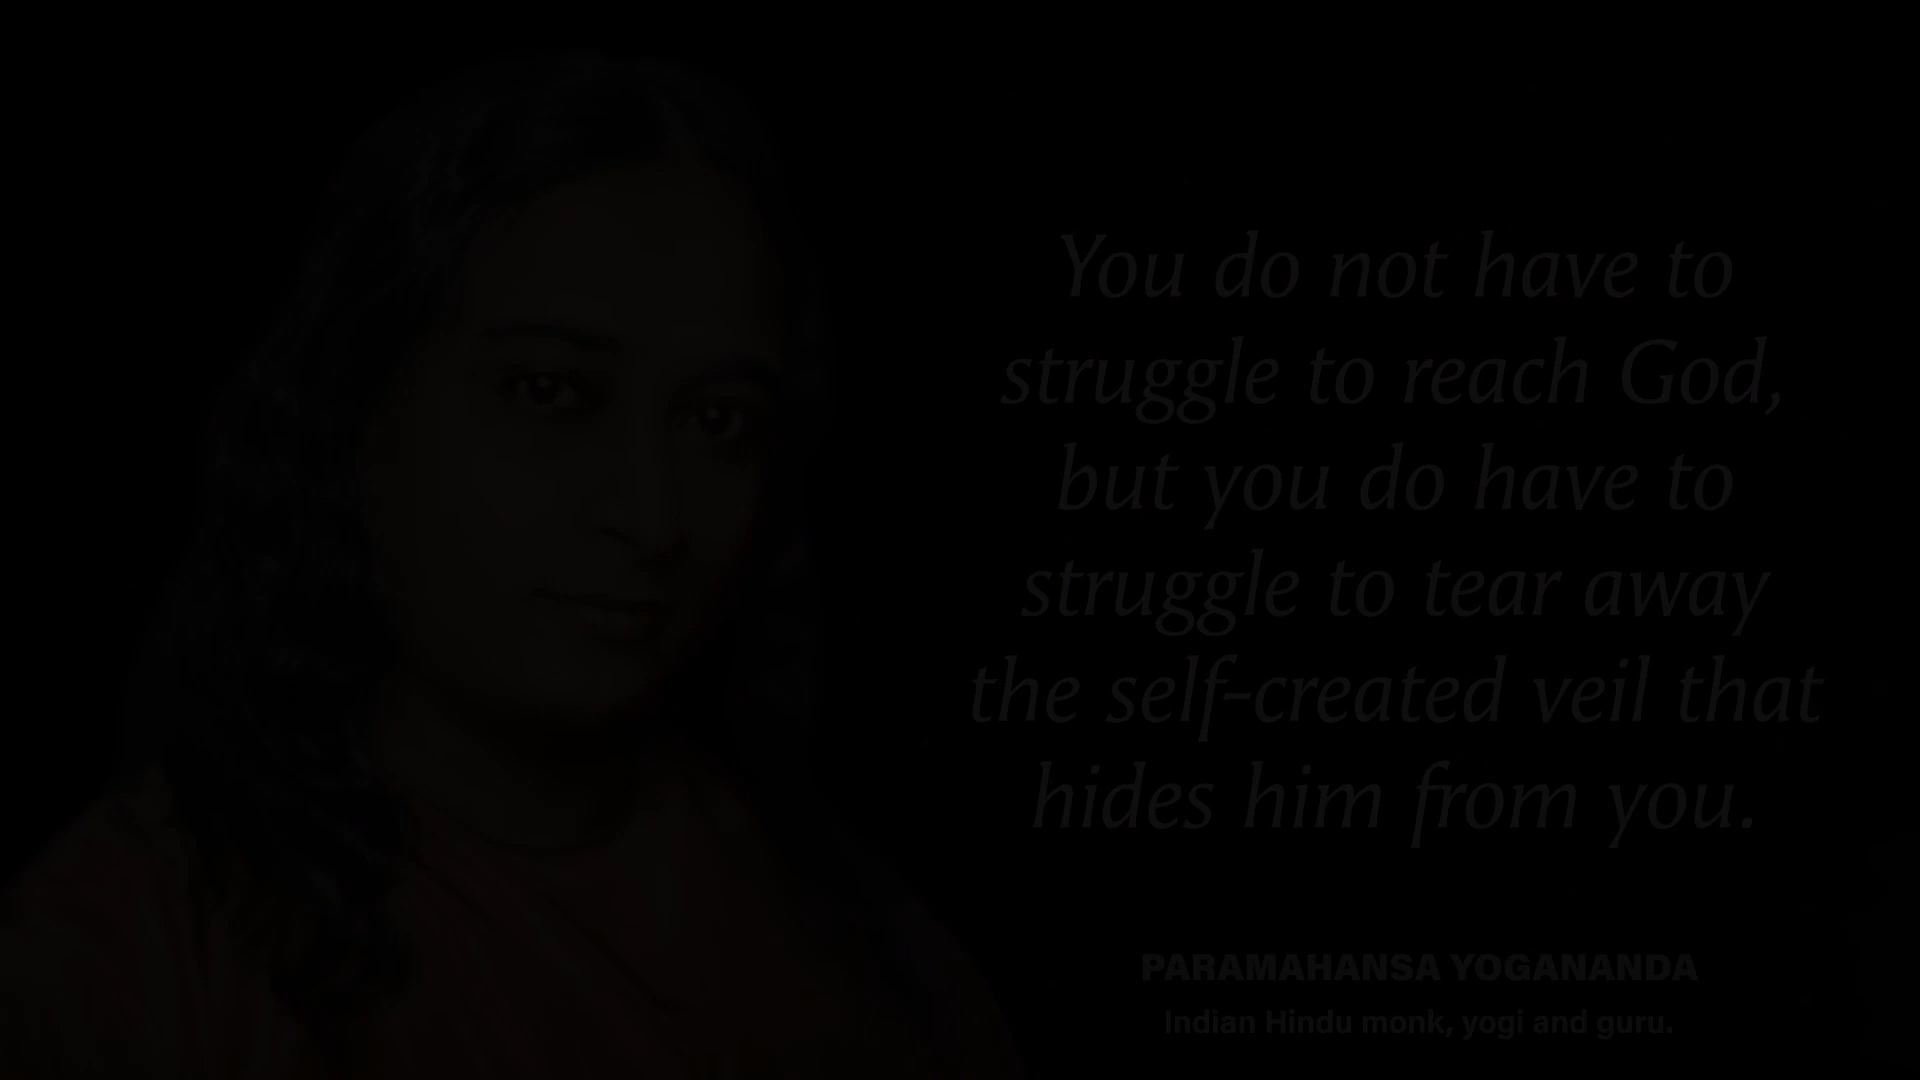 You do not have to
struggle to reach God,
but you do have to
struggle to tear away
the self-created veil that
hides him from you.
PARAMAHANSA YOGANANDA
Indian Hindu monk, yogi and guru.